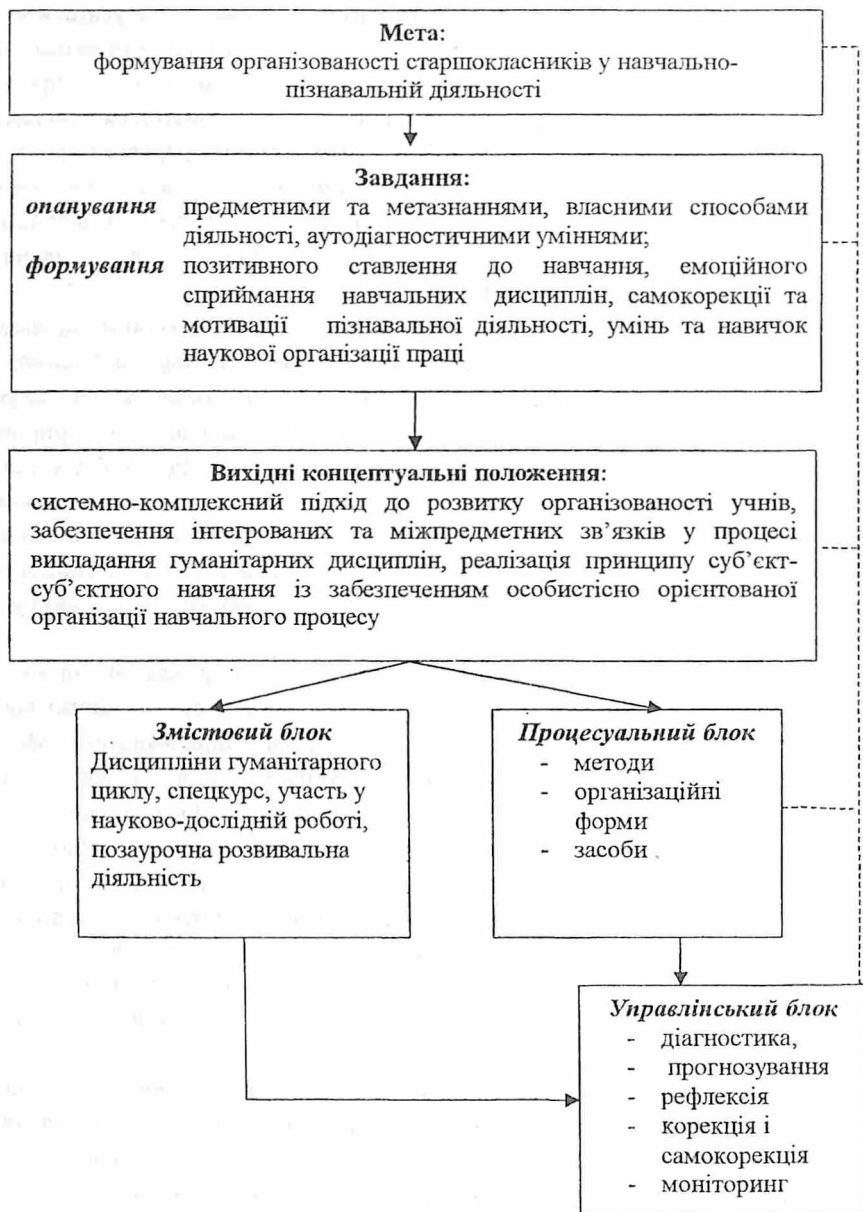 Мета:
формування організованості старшокласників у навчально-
пізнавальній діяльності
Завдання:
опанування предметними та метазнаннями, власними способами
діяльності, аутодіагностичними уміннями;
формування позитивного ставлення до навчання, емоційного
сприймання навчальних дисциплін, самокорекції та
мотивації пізнавальної діяльності, умінь та навичок
наукової організації праці
Вихідні концептуальні положення:
системно-комплексний підхід до розвитку організованості учнів,
забезпечення інтегрованих та міжпредметних зв’язків у процесі
викладання гуманітарних дисциплін, реалізація принципу суб’єкт-
суб’єктного навчання із забезпеченням особистісно орієнтованої
організації навчального процесу
Змістовий блок
Дисципліни гуманітарного
циклу, спецкурс, участь у
науково-дослідній роботі,
позаурочна розвивальна
діяльність
Процесуальний блок
- методи
- організаційні
форми
- засоби
Управлінський блок
- діагностика,
- прогнозування
- рефлексія
- корекція і
самокорекція
- моніторинг